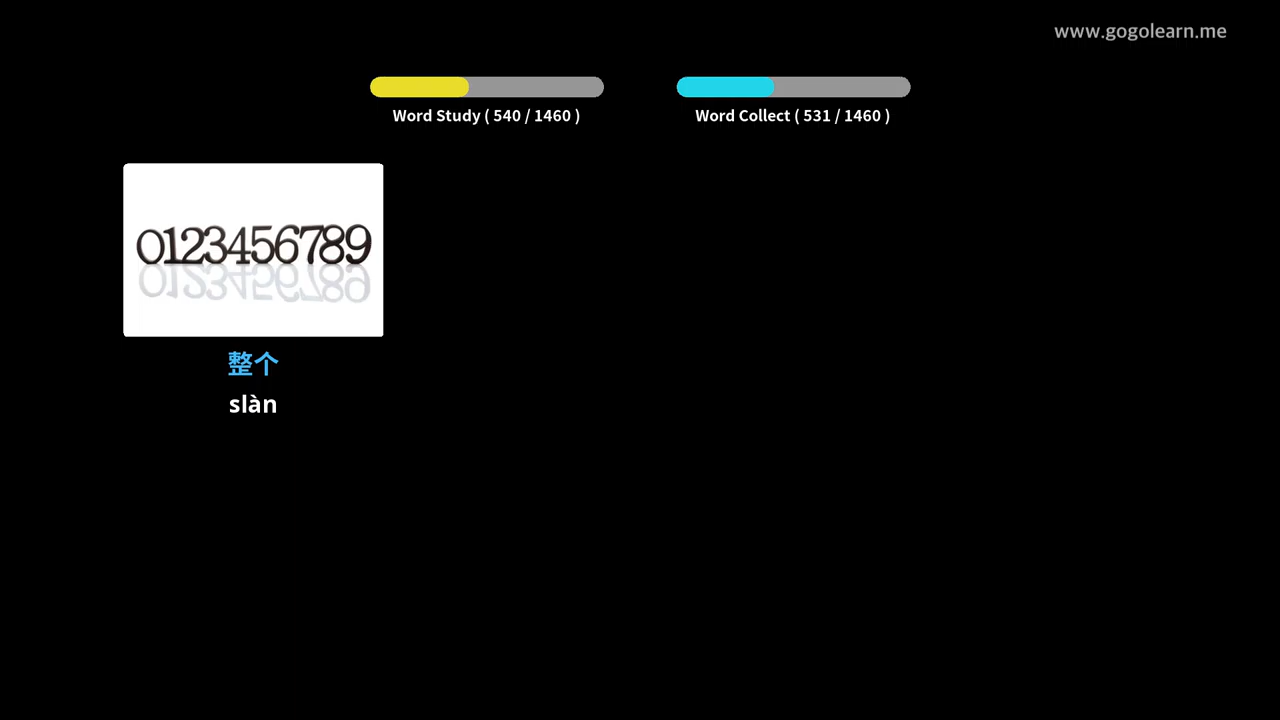 www.gogolearn.me
Word Study ( 540 / 1460 )
Word Collect ( 531 / 1460 )
0123456789
整个
slàn